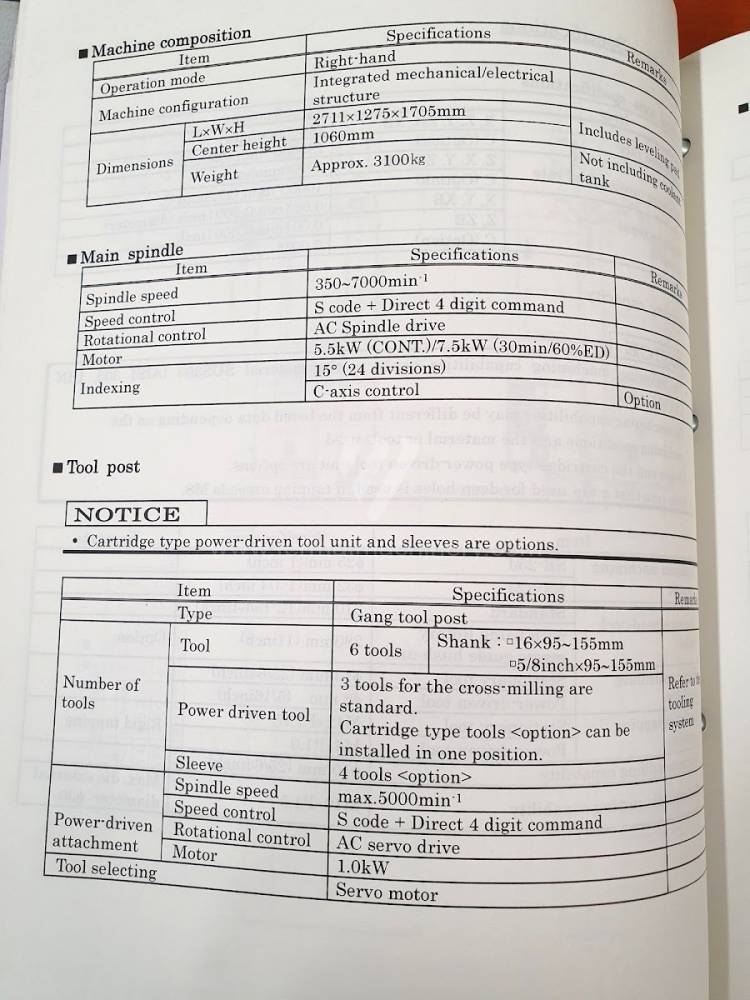 ■ Machine composition
Item Specifications Remarks
Operation mode Right-hand
Machine configuration Integrated mechanical/electrical
structure
Dimensions L×W×H 2711×1275×1705mm
Center height 1060mm Includes leveling
Weight Approx. 3100kg Not including coolant
tank
■ Main spindle
Item Specifications Remarks
Spindle speed 350~7000min-1
Speed control S code + Direct 4 digit command
Rotational control AC Spindle drive
Motor 5.5kW (CONT.)/7.5kW (30min/60%ED)
Indexing 15° (24 divisions)
C-axis control Option
■ Tool post
NOTICE
• Cartridge type power-driven tool unit and sleeves are options.
Item Specifications Remarks
Type Gang tool post
Number of
tools
Tool 6 tools Shank : □16×95~155mm
□5/8inch×95~155mm
Power driven tool 3 tools for the cross-milling are
standard.
Cartridge type tools <option> can be
installed in one position.
Refer to
tooling
system
Sleeve 4 tools <option>
Power-driven
attachment
Spindle speed max.5000min-1
Speed control S code + Direct 4 digit command
Rotational control AC servo drive
Motor 1.0kW
Tool selecting Servo motor